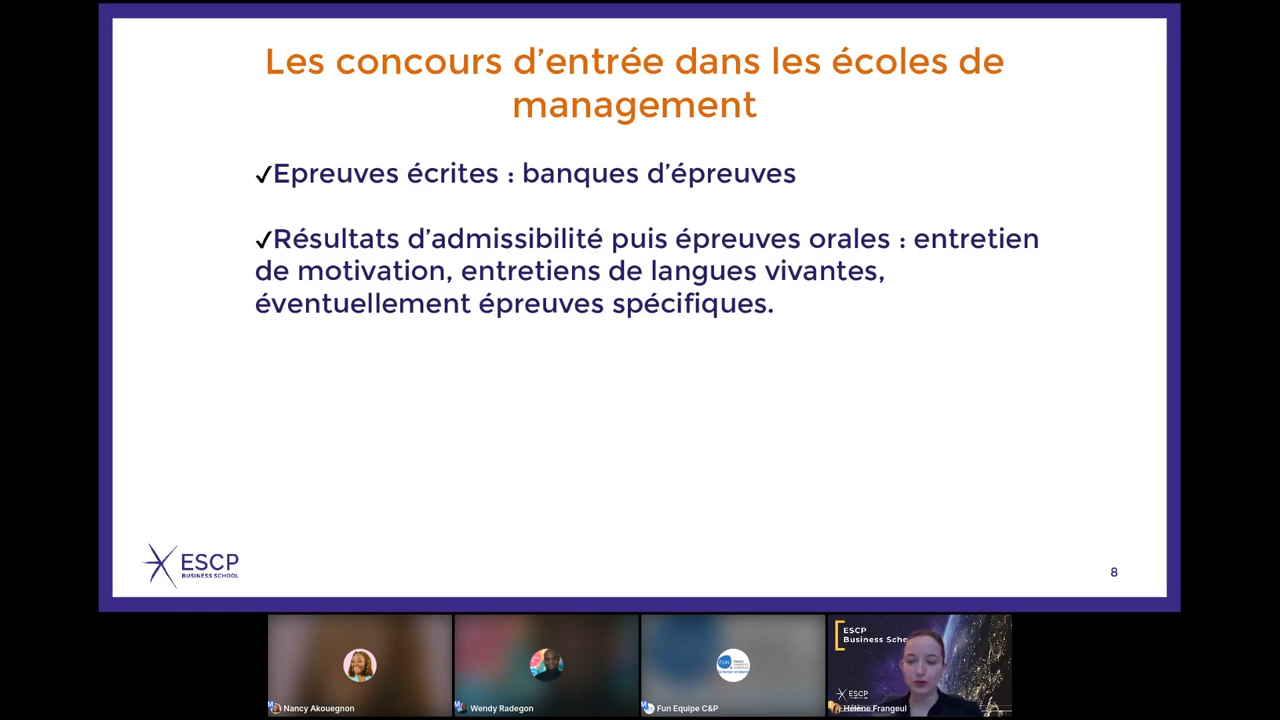 Les concours d’entrée dans les écoles de
management
✓Epreuves écrites : banques d’épreuves
✓Résultats d’admissibilité puis épreuves orales : entretien
de motivation, entretiens de langues vivantes,
éventuellement épreuves spécifiques.
ESCP
BUSINESS SCHOOL
8
Nancy Akouegnon
Wendy Radegon
FUN
Fun Equipe C&P
ESCP
Business Scho
ESCP
Hélène Frangeul